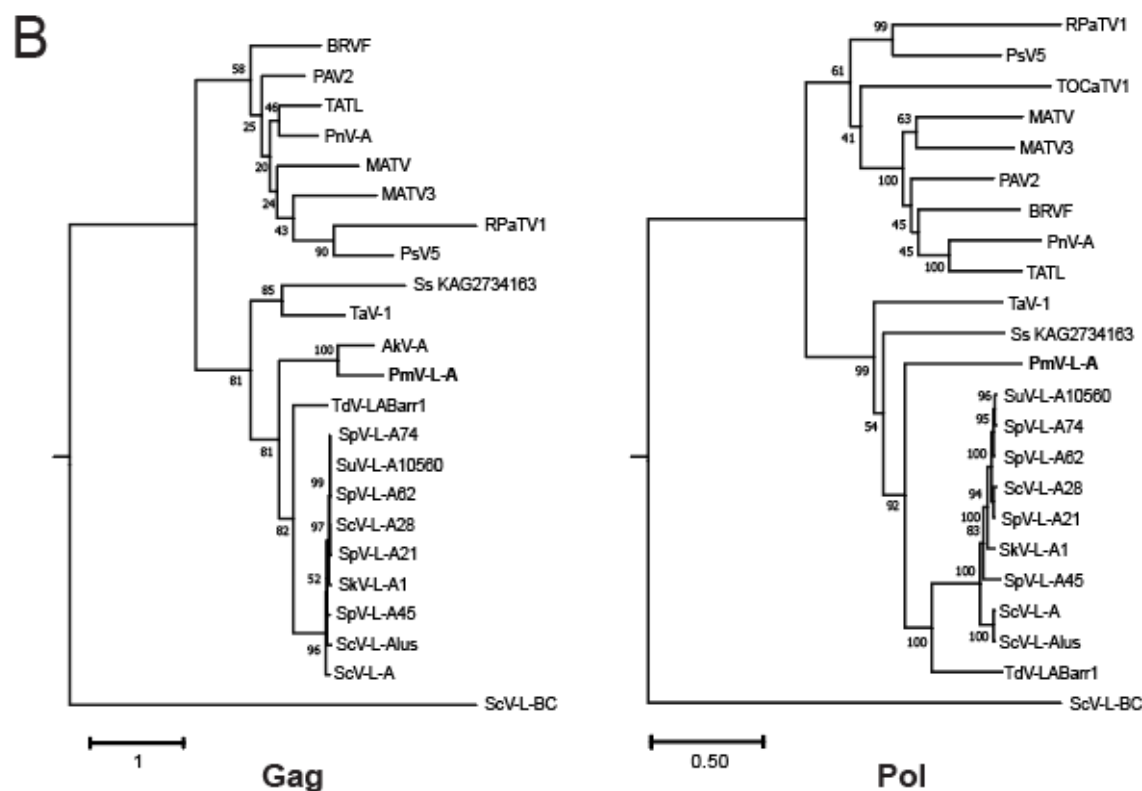 B
BRVF
58
PAV2
25
46
TATL
PnV-A
20
MATV
24
MATV3
43
RPaTV1
90
PsV5
Ss KAG2734163
85
TaV-1
81
AkV-A
100
PmV-L-A
81
TdV-LABarr1
SpV-L-A74
SuV-L-A10560
99
SpV-L-A62
97
ScV-L-A28
82
SpV-L-A21
52
SkV-L-A1
SpV-L-A45
ScV-L-Alus
96
ScV-L-A
ScV-L-BC
1
Gag
99
RPaTV1
PsV5
61
TOCaTV1
41
63
MATV
MATV3
100
PAV2
45
BRVF
45
PnV-A
100
TATL
TaV-1
Ss KAG2734163
99
PmV-L-A
54
96
SuV-L-A10560
95
SpV-L-A74
100
SpV-L-A62
94
ScV-L-A28
92
100
SpV-L-A21
83
SkV-L-A1
100
SpV-L-A45
ScV-L-A
100
100
ScV-L-Alus
TdV-LABarr1
ScV-L-BC
0.50
Pol